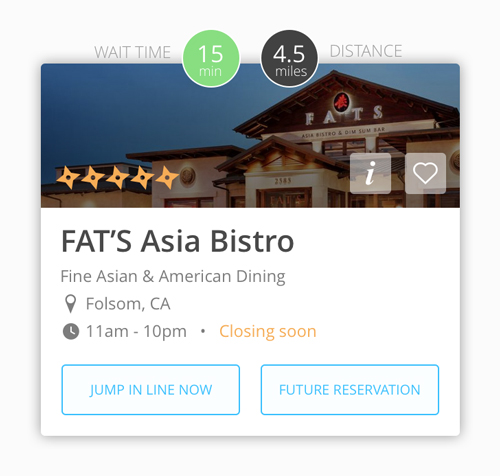 WAIT TIME
15
min
4.5
miles
DISTANCE
FATS
ASIA BISTRO & DIM SUM BAR
2585
i
FAT'S Asia Bistro
Fine Asian & American Dining
Folsom, CA
11am - 10pm • Closing soon
JUMP IN LINE NOW
FUTURE RESERVATION